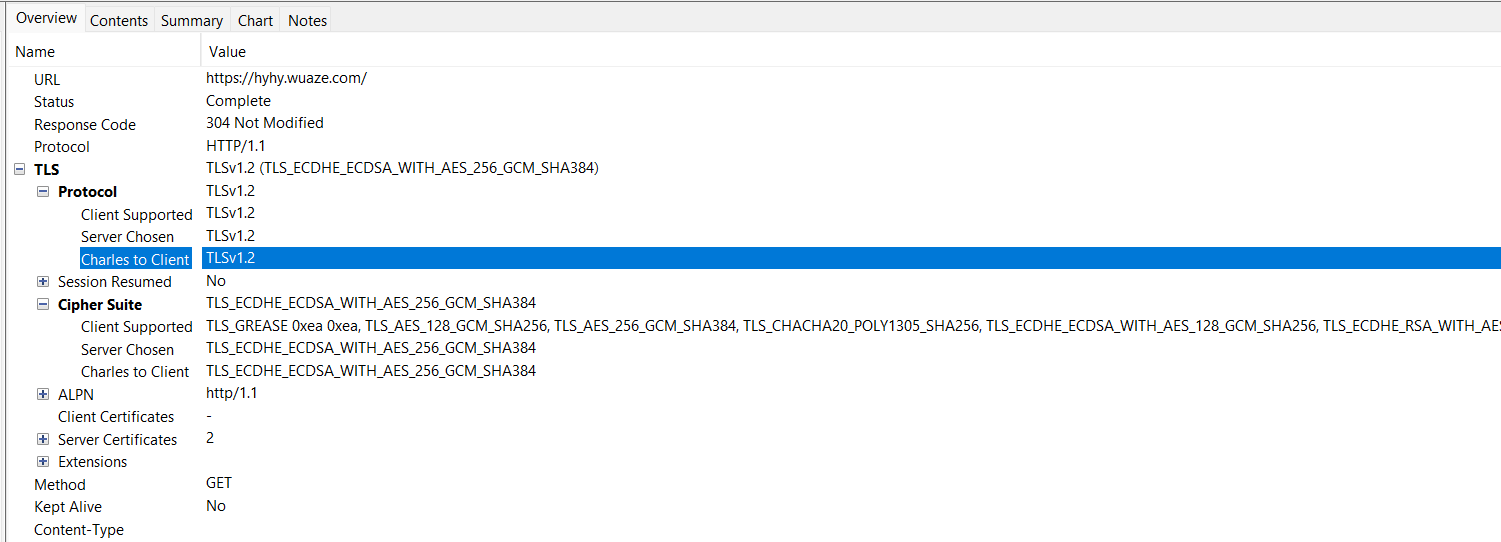 Overview Contents Summary Chart Notes
Name Value
URL https://hyhy.wuaze.com/
Status Complete
Response Code 304 Not Modified
Protocol HTTP/1.1
TLS TLSv1.2 (TLS_ECDHE_ECDSA_WITH_AES_256_GCM_SHA384)
Protocol TLSv1.2
Client Supported TLSv1.2
Server Chosen TLSv1.2
Charles to Client TLSv1.2
Session Resumed No
Cipher Suite TLS_ECDHE_ECDSA_WITH_AES_256_GCM_SHA384
Client Supported TLS_GREASE 0xea 0xea, TLS_AES_128_GCM_SHA256, TLS_AES_256_GCM_SHA384, TLS_CHACHA20_POLY1305_SHA256, TLS_ECDHE_ECDSA_WITH_AES_128_GCM_SHA256, TLS_ECDHE_RSA_WITH_AES
Server Chosen TLS_ECDHE_ECDSA_WITH_AES_256_GCM_SHA384
Charles to Client TLS_ECDHE_ECDSA_WITH_AES_256_GCM_SHA384
ALPN http/1.1
Client Certificates -
Server Certificates 2
Extensions
Method GET
Kept Alive No
Content-Type